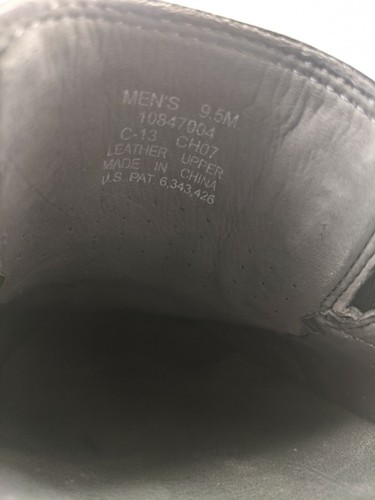 MEN'S 9.5M
10847004
C-13 CH07
LEATHER UPPER
MADE IN CHINA
U.S. PAT. 6,343,426